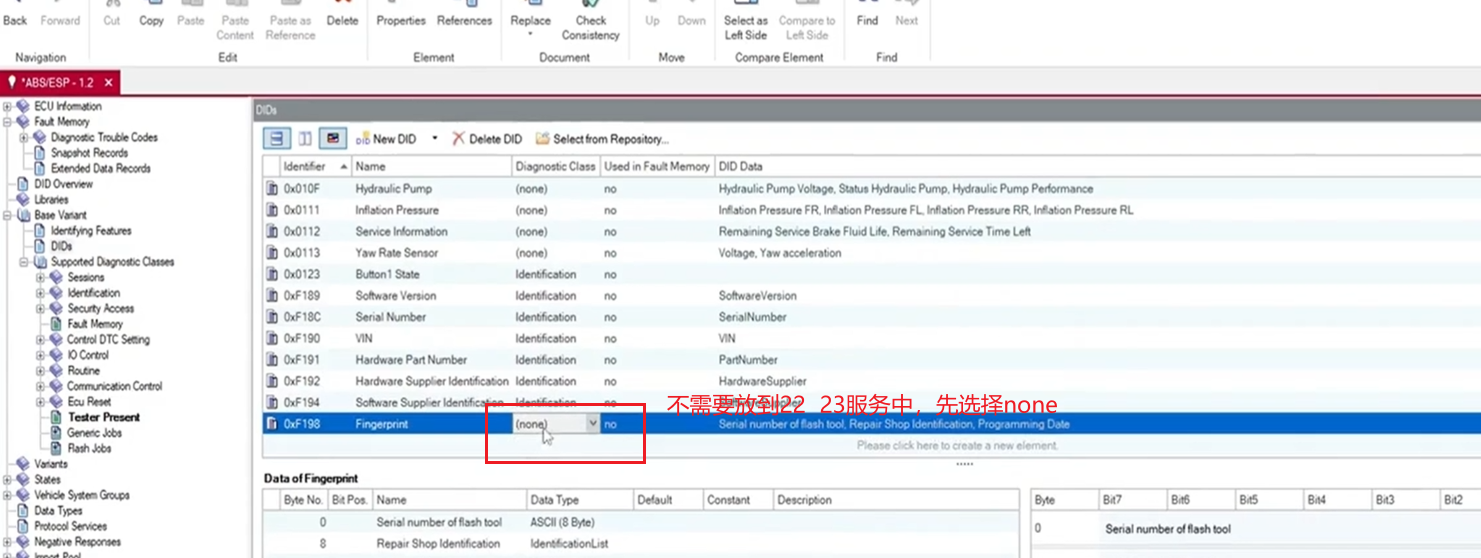 Back Forward Cut Copy Paste Paste Content Paste as Reference Delete Properties References Replace Check Consistency Up Down Select as Left Side Compare to Left Side Find Next
Navigation Edit Element Document Move Compare Element Find
*ABS/ESP - 1.2
ECU Information
Fault Memory
Diagnostic Trouble Codes
Snapshot Records
Extended Data Records
DID Overview
Libraries
Base Variant
Identifying Features
DIDs
Supported Diagnostic Classes
Sessions
Identification
Security Access
Fault Memory
Control DTC Setting
IO Control
Routine
Communication Control
Ecu Reset
Tester Present
Generic Jobs
Flash Jobs
Variants
States
Vehicle System Groups
Data Types
Protocol Services
Negative Responses
Import Pool
DIDs
DID New DID Delete DID Select from Repository...
Identifier Name Diagnostic Class Used in Fault Memory DID Data
0x010F Hydraulic Pump (none) no Hydraulic Pump Voltage, Status Hydraulic Pump, Hydraulic Pump Performance
0x0111 Inflation Pressure (none) no Inflation Pressure FR, Inflation Pressure FL, Inflation Pressure RR, Inflation Pressure RL
0x0112 Service Information (none) no Remaining Service Brake Fluid Life, Remaining Service Time Left
0x0113 Yaw Rate Sensor (none) no Voltage, Yaw acceleration
0x0123 Button1 State Identification no
0xF189 Software Version Identification no SoftwareVersion
0xF18C Serial Number Identification no SerialNumber
0xF190 VIN Identification no VIN
0xF191 Hardware Part Number Identification no PartNumber
0xF192 Hardware Supplier Identification Identification no HardwareSupplier
0xF194 Software Supplier Identification Identification no
不需要放到22 23服务中，先选择none
0xF198 Fingerprint (none) no Serial number of flash tool, Repair Shop Identification, Programming Date
Please click here to create a new element.
Data of Fingerprint
Byte No. Bit Pos. Name Data Type Default Constant Description
0 Serial number of flash tool ASCII (8 Byte)
8 Repair Shop Identification IdentificationList
Byte Bit7 Bit6 Bit5 Bit4 Bit3 Bit2
0 Serial number of flash tool